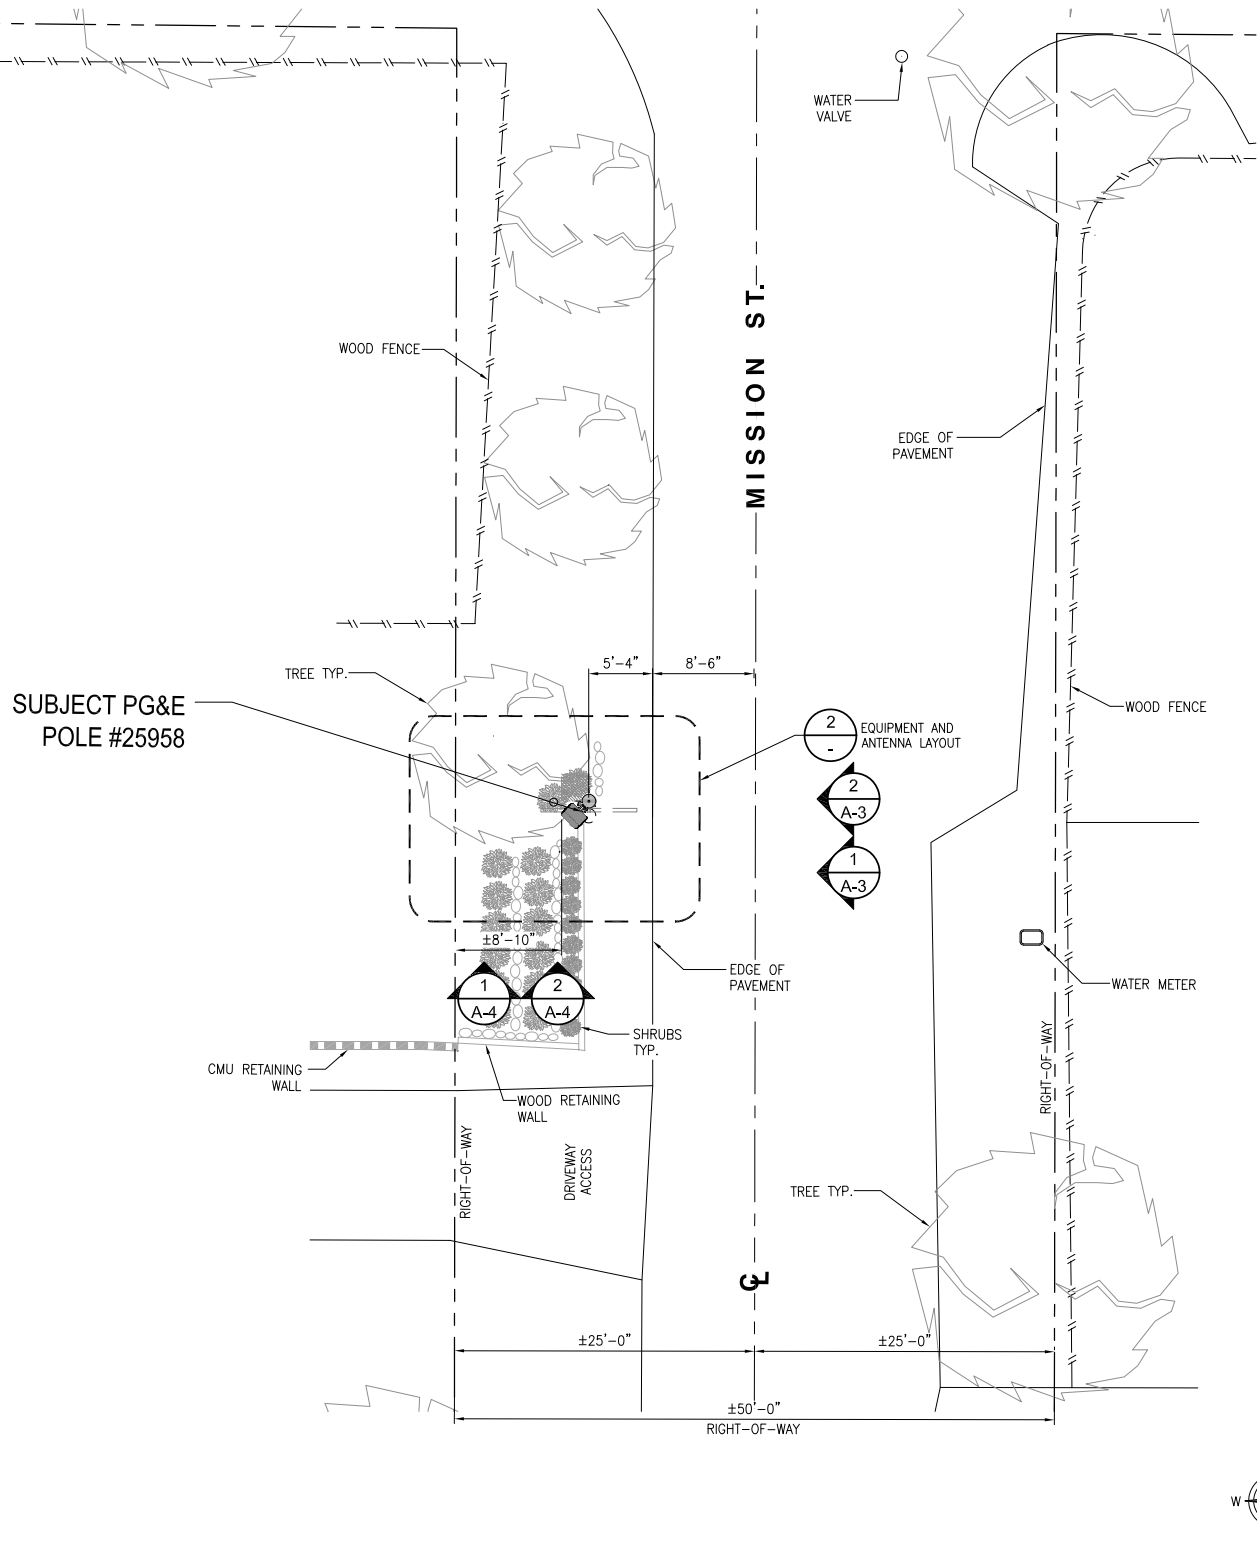 WATER
VALVE
MISSION ST.
WOOD FENCE
EDGE OF
PAVEMENT
5'-4"
8'-6"
TREE TYP.
SUBJECT PG&E
POLE #25958
WOOD FENCE
2
-
EQUIPMENT AND
ANTENNA LAYOUT
2
A-3
1
A-3
±8'-10"
EDGE OF
PAVEMENT
WATER METER
1
A-4
2
A-4
SHRUBS
TYP.
CMU RETAINING
WALL
WOOD RETAINING
WALL
RIGHT-OF-WAY
RIGHT-OF-WAY
DRIVEWAY
ACCESS
TREE TYP.
CL
±25'-0"
±25'-0"
±50'-0"
RIGHT-OF-WAY
W